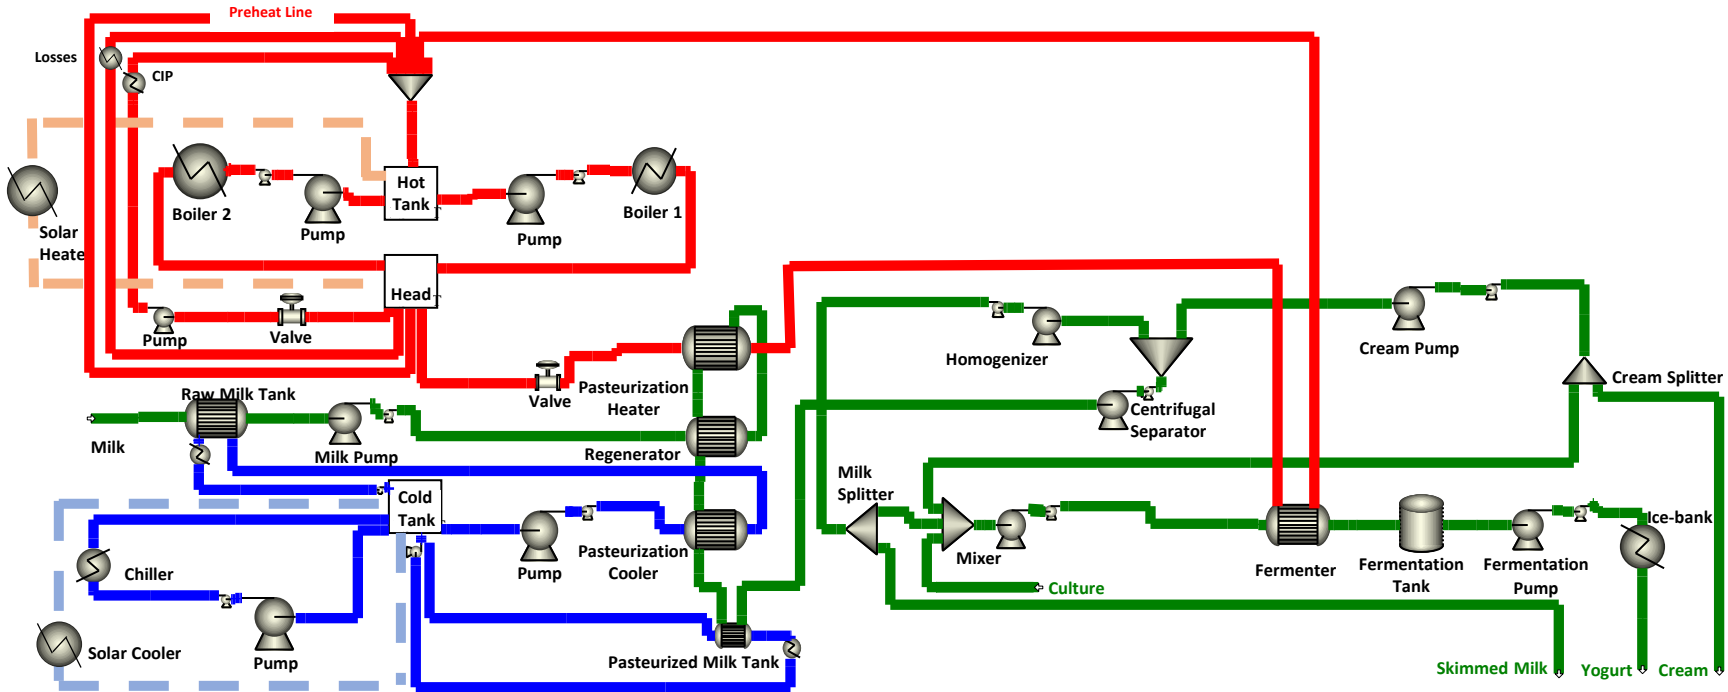 Preheat Line
Losses
CIP
Hot
Tank
Boiler 2
Boiler 1
Pump
Pump
Solar
Heate
Head
Pump
Valve
Homogenizer
Cream Pump
Pasteurization
Heater
Valve
Cream Splitter
Raw Milk Tank
Centrifugal
Separator
Milk
Milk Pump
Regenerator
Milk
Splitter
Cold
Tank
Ice-bank
Pump
Pasteurization
Cooler
Mixer
Fermenter
Fermentation
Tank
Fermentation
Pump
Chiller
Culture
Solar Cooler
Pump
Pasteurized Milk Tank
Skimmed Milk
Yogurt
Cream